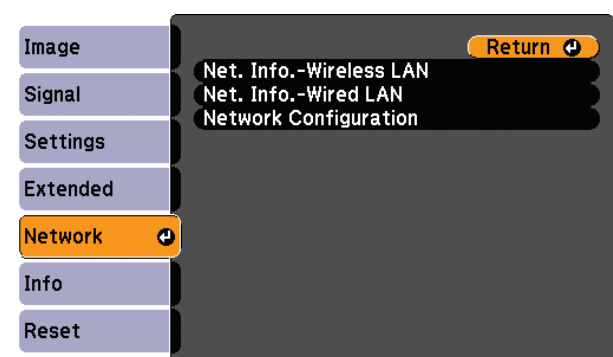 Image
Signal
Settings
Extended
Network
Info
Reset
Return
Net. Info.-Wireless LAN
Net. Info.-Wired LAN
Network Configuration